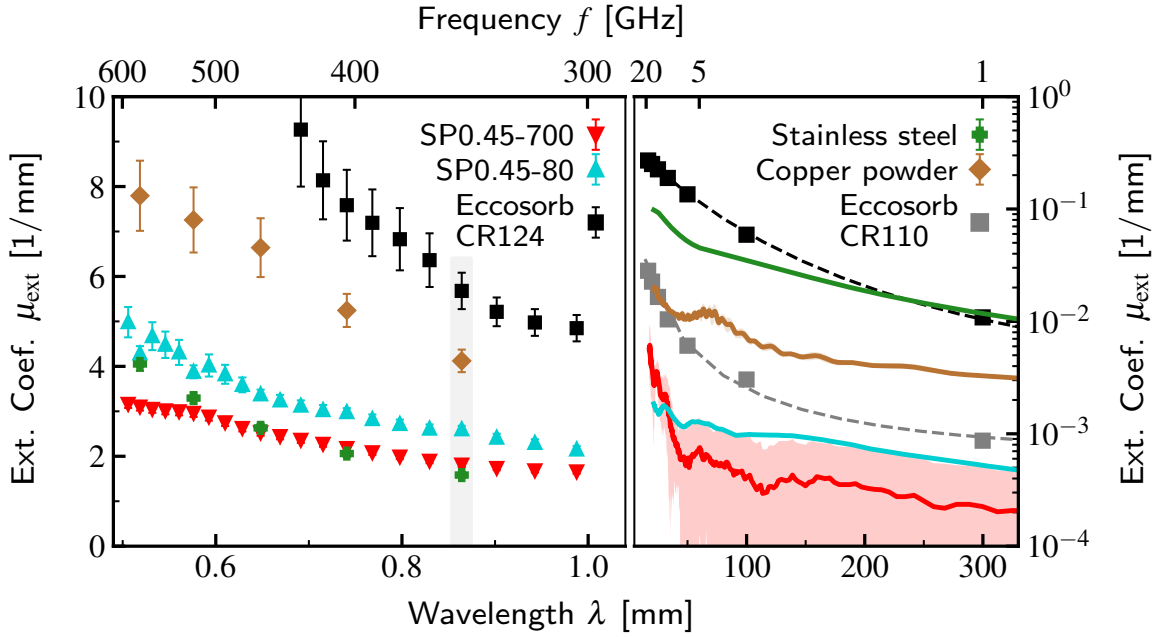 Frequency f [GHz]
600 500 400 300 20 5 1
10 10⁰
8 10⁻¹
6 10⁻²
4 10⁻³
2
0 10⁻⁴
Ext. Coef. μext [1/mm]
SP0.45-700
SP0.45-80
Eccosorb
CR124
Stainless steel
Copper powder
Eccosorb
CR110
Ext. Coef. μext [1/mm]
0.6 0.8 1.0 100 200 300
Wavelength λ [mm]